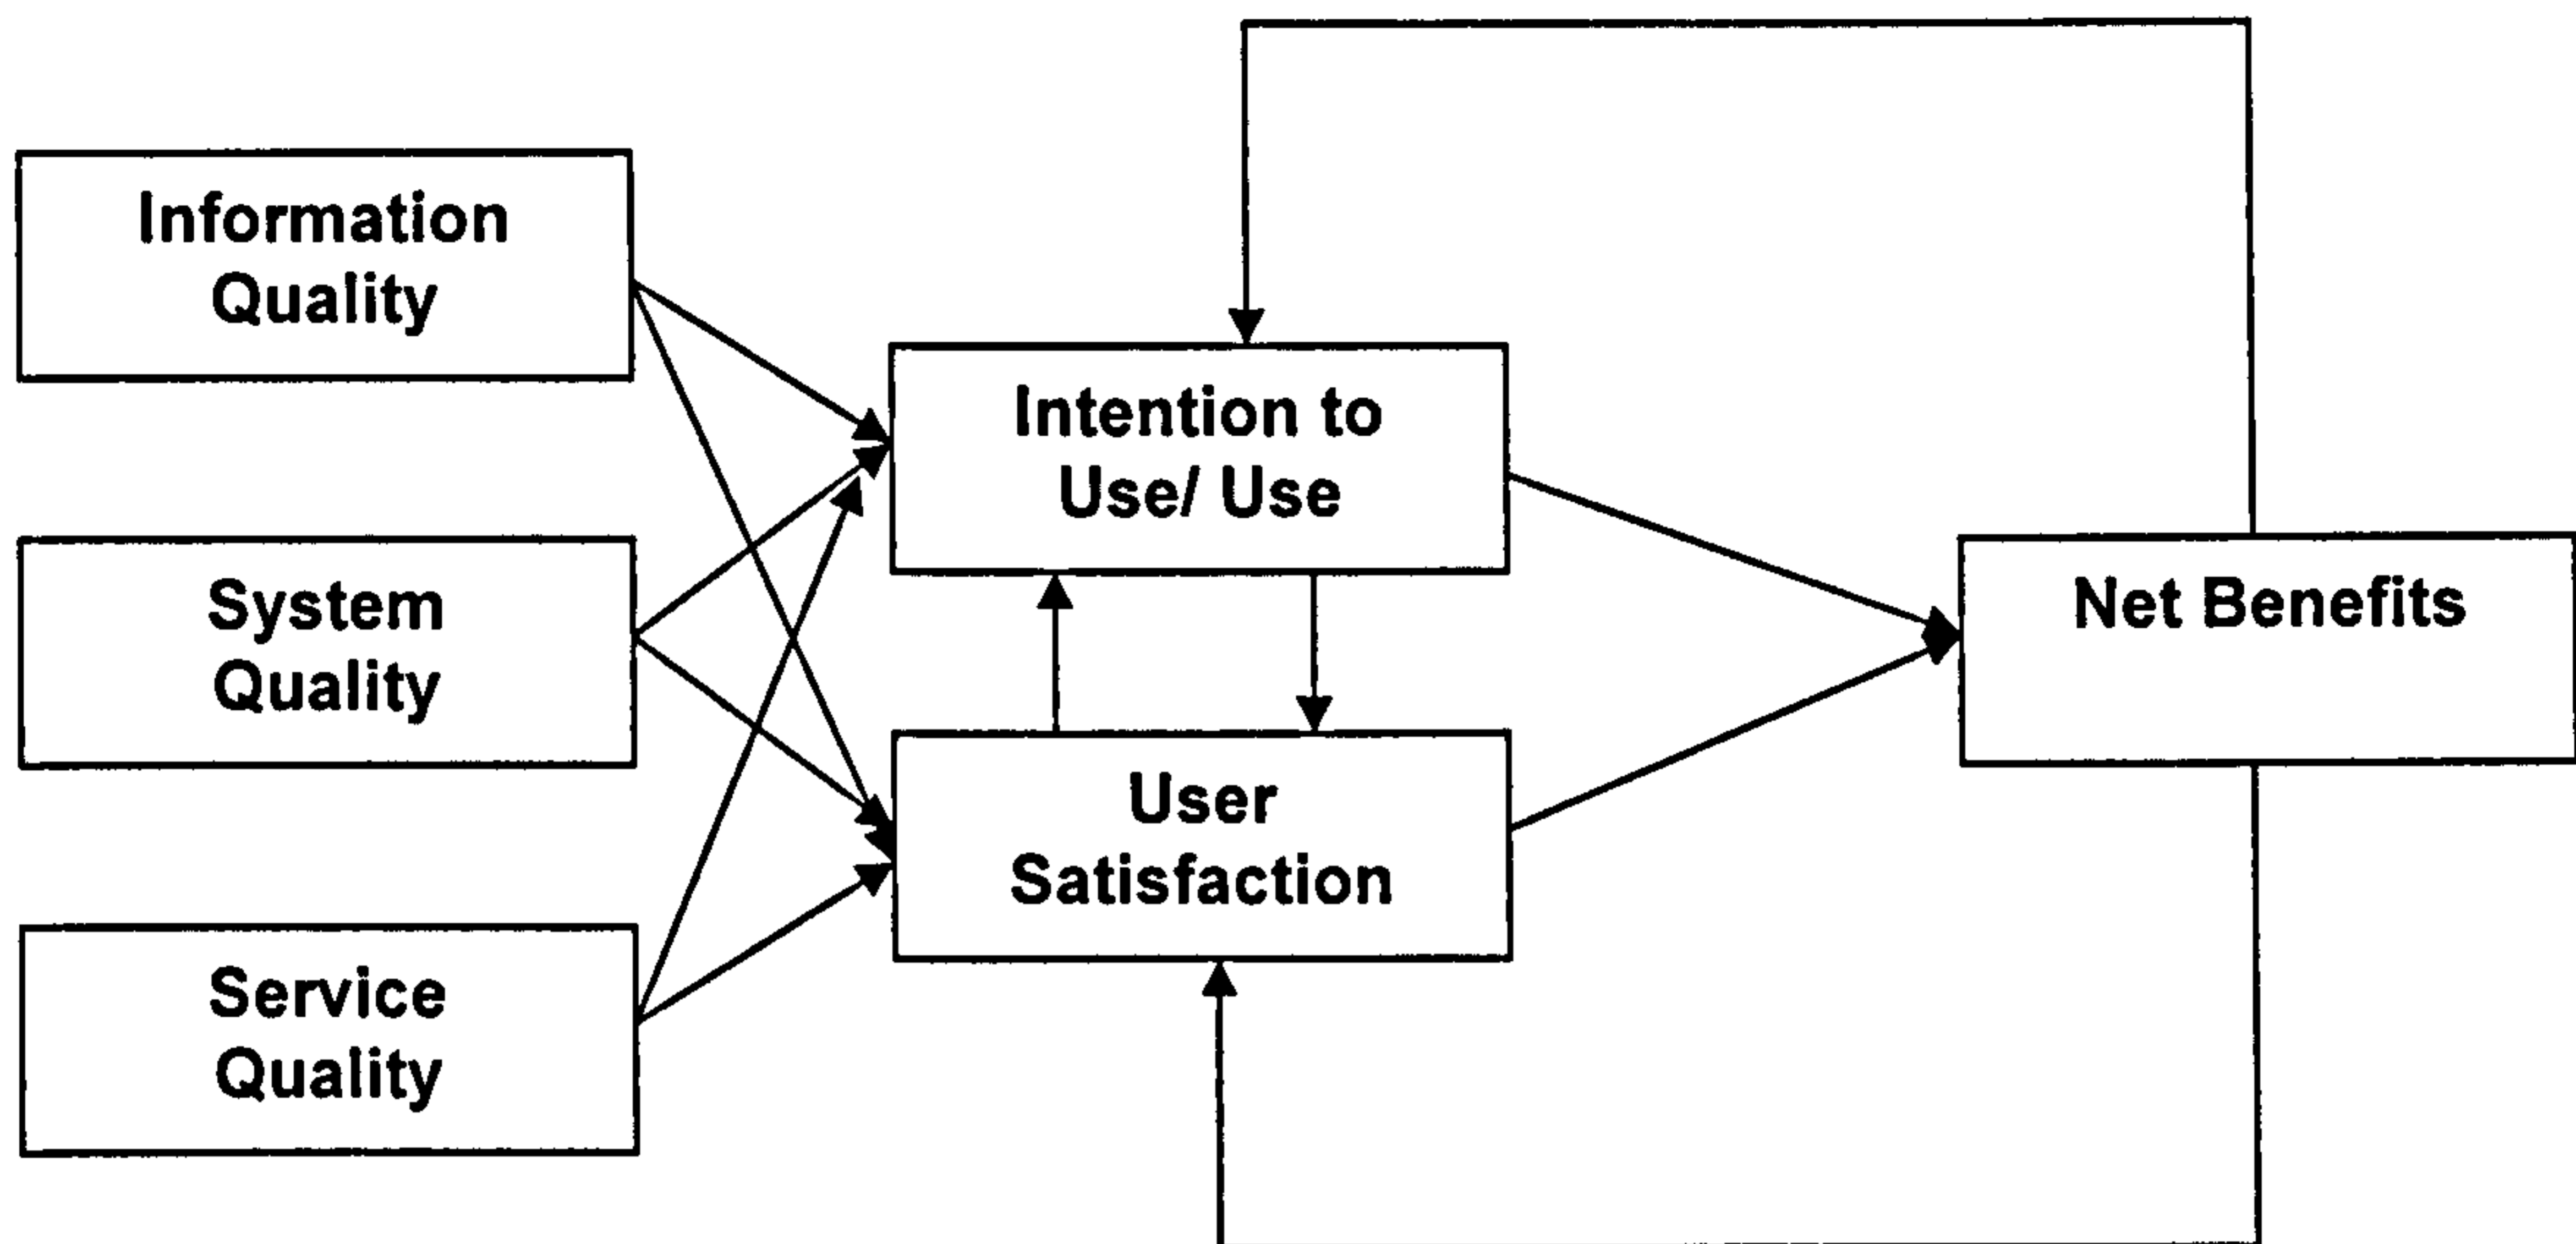 Information
Quality
Intention to
Use/ Use
System
Quality
Net Benefits
User
Satisfaction
Service
Quality